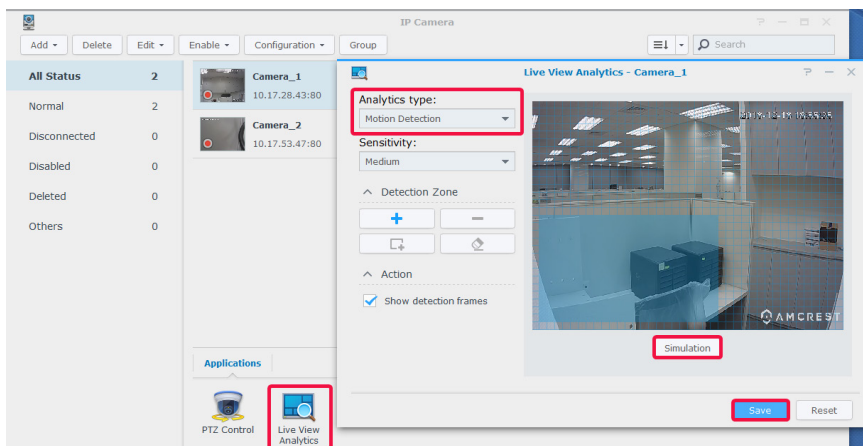 IP Camera
Add
Delete
Edit
Enable
Configuration
Group
Search
All Status 2
Normal 2
Disconnected 0
Disabled 0
Deleted 0
Others 0
Camera_1
10.17.28.43:80
Camera_2
10.17.53.47:80
Applications
PTZ Control
Live View
Analytics
Live View Analytics - Camera_1
Analytics type:
Motion Detection
Sensitivity:
Medium
Detection Zone
Action
Show detection frames
AMCREST
Simulation
Save
Reset